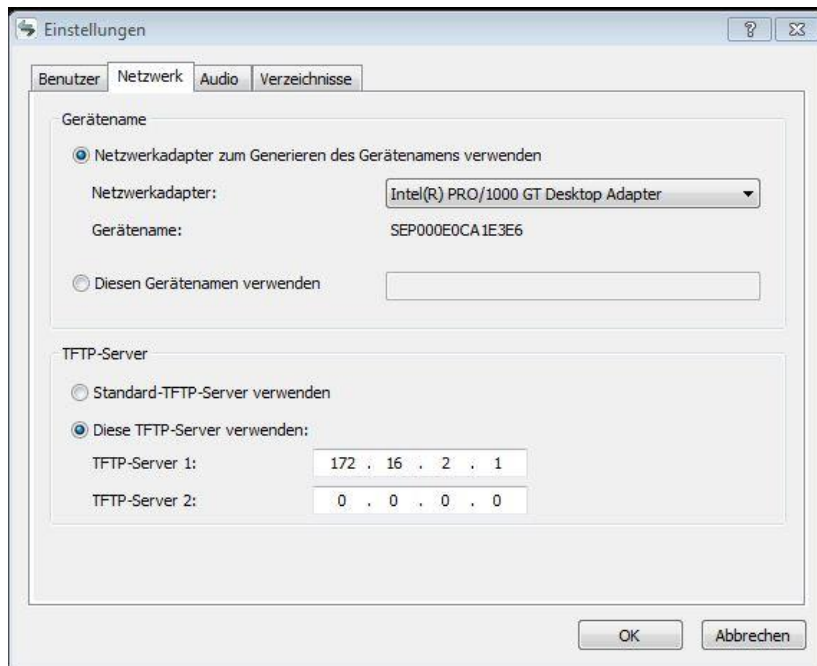 Einstellungen
Benutzer Netzwerk Audio Verzeichnisse
Gerätename
Netzwerkadapter zum Generieren des Gerätenamens verwenden
Netzwerkadapter: Intel(R) PRO/1000 GT Desktop Adapter
Gerätename: SEP000E0CA1E3E6
Diesen Gerätenamen verwenden
TFTP-Server
Standard-TFTP-Server verwenden
Diese TFTP-Server verwenden:
TFTP-Server 1: 172 . 16 . 2 . 1
TFTP-Server 2: 0 . 0 . 0 . 0
OK Abbrechen